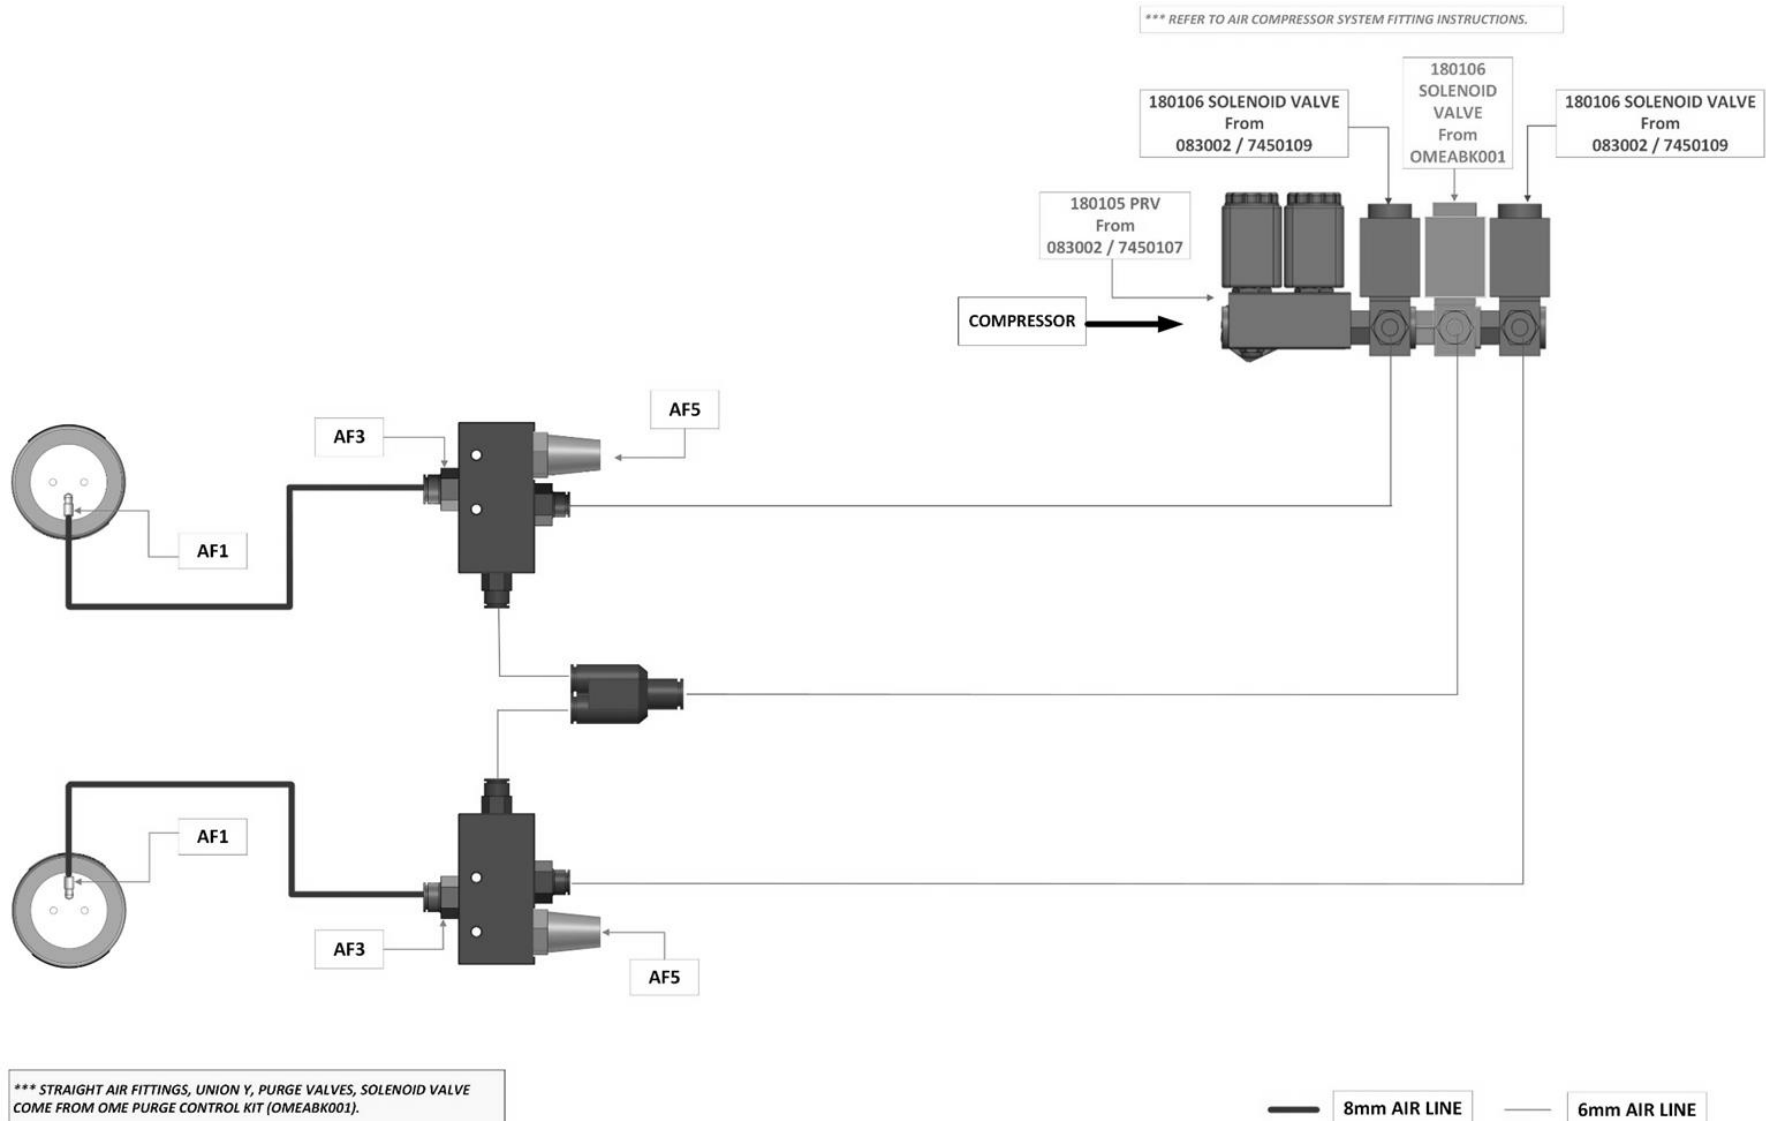 *** REFER TO AIR COMPRESSOR SYSTEM FITTING INSTRUCTIONS.
180106 SOLENOID VALVE
From
083002 / 7450109
180106
SOLENOID
VALVE
From
OMEABK001
180106 SOLENOID VALVE
From
083002 / 7450109
180105 PRV
From
083002 / 7450107
COMPRESSOR
AF3
AF5
AF1
AF1
AF3
AF5
*** STRAIGHT AIR FITTINGS, UNION Y, PURGE VALVES, SOLENOID VALVE
COME FROM OME PURGE CONTROL KIT (OMEABK001).
8mm AIR LINE
6mm AIR LINE